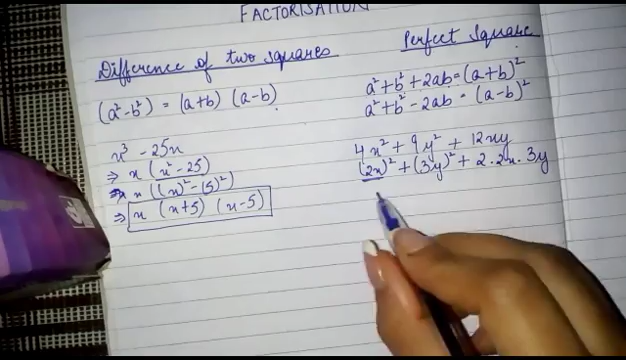 FACTORISATION
Difference of two squares
(a²-b²) = (a+b) (a-b)
x³ - 25x
⇒ x (x² - 25)
⇒ x ((x)² - (5)²)
⇒ x (x+5) (x-5)
Perfect Square
a² + b² + 2ab = (a+b)²
a² + b² - 2ab = (a-b)²
4x² + 9y² + 12xy
(2x)² + (3y)² + 2.2x.3y